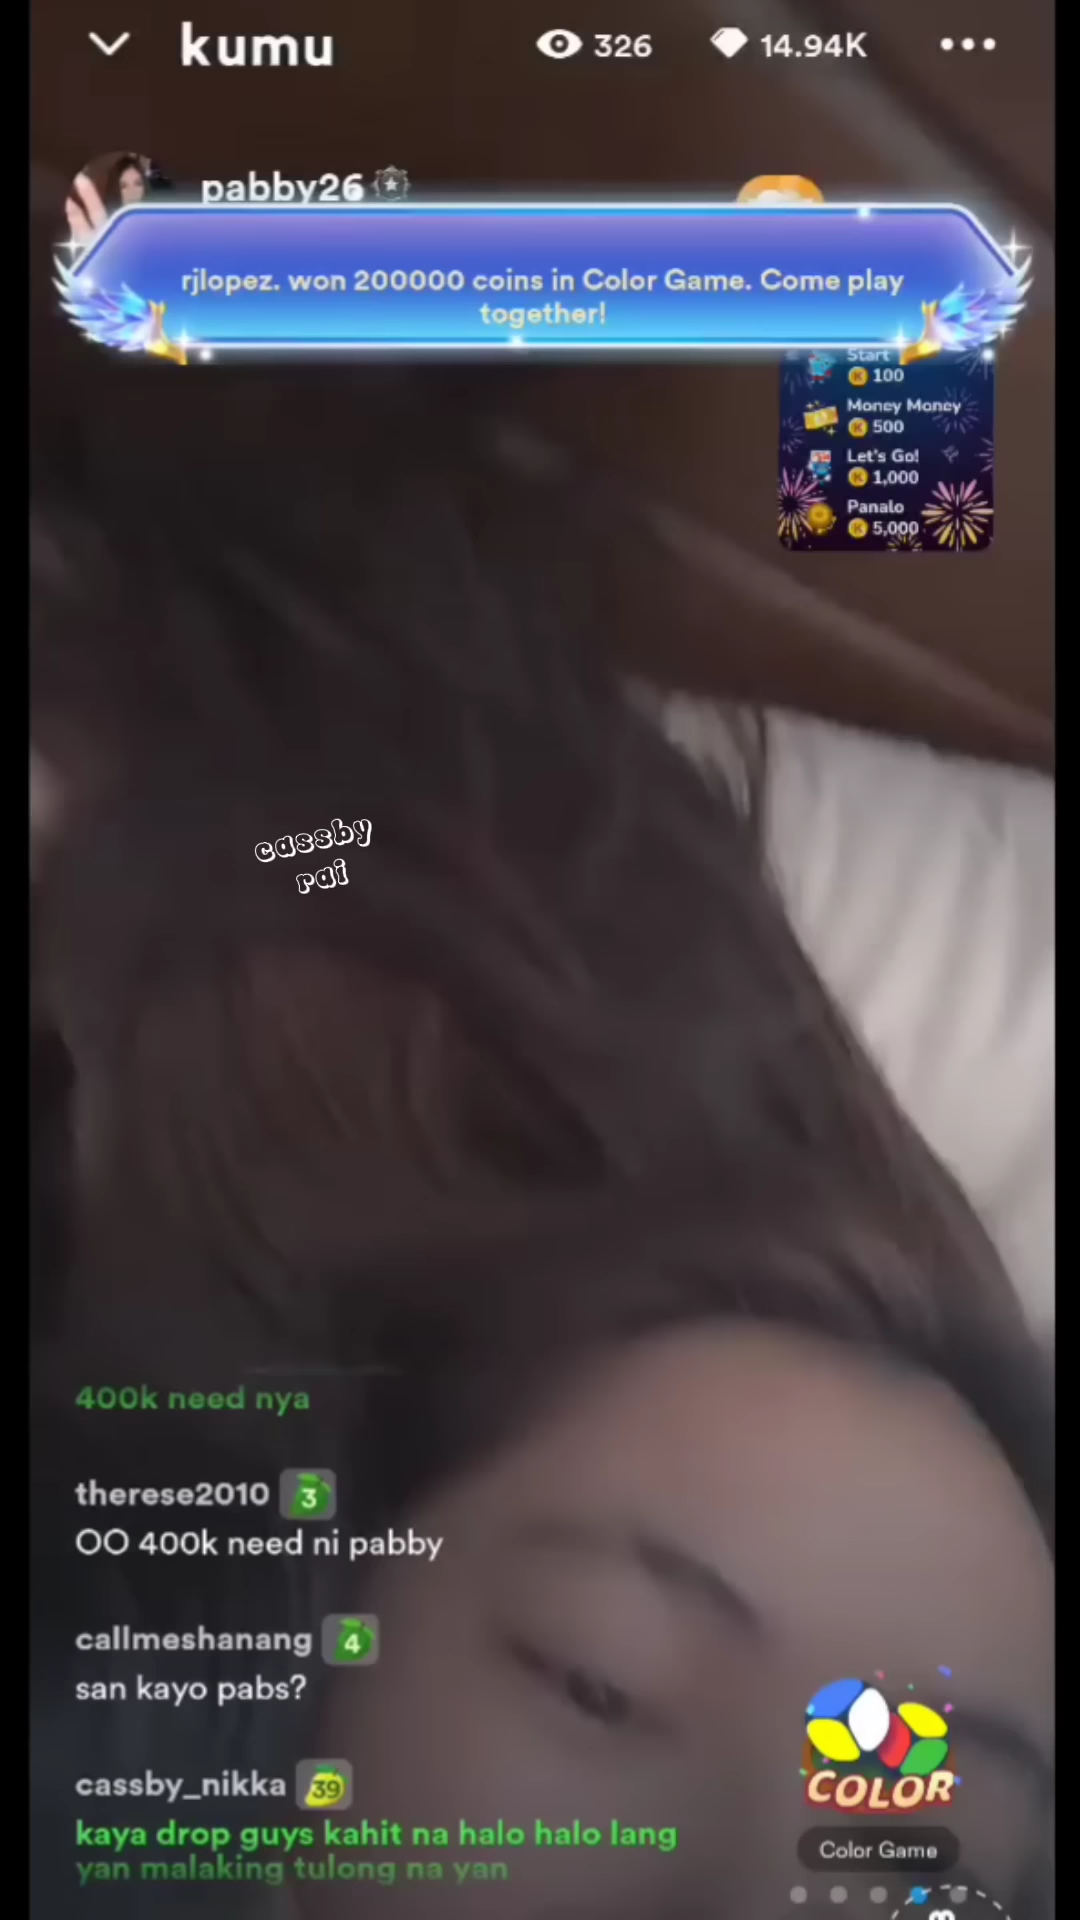 kumu
326
14.94K
pabby26
rjlopez. won 200000 coins in Color Game. Come play
together!
Start
100
Money Money
500
Let's Go!
1,000
Panalo
5,000
cassby
rai
400k need nya
therese2010 3
OO 400k need ni pabby
callmeshanang 4
san kayo pabs?
cassby_nikka 39
kaya drop guys kahit na halo halo lang
yan malaking tulong na yan
COLOR
Color Game